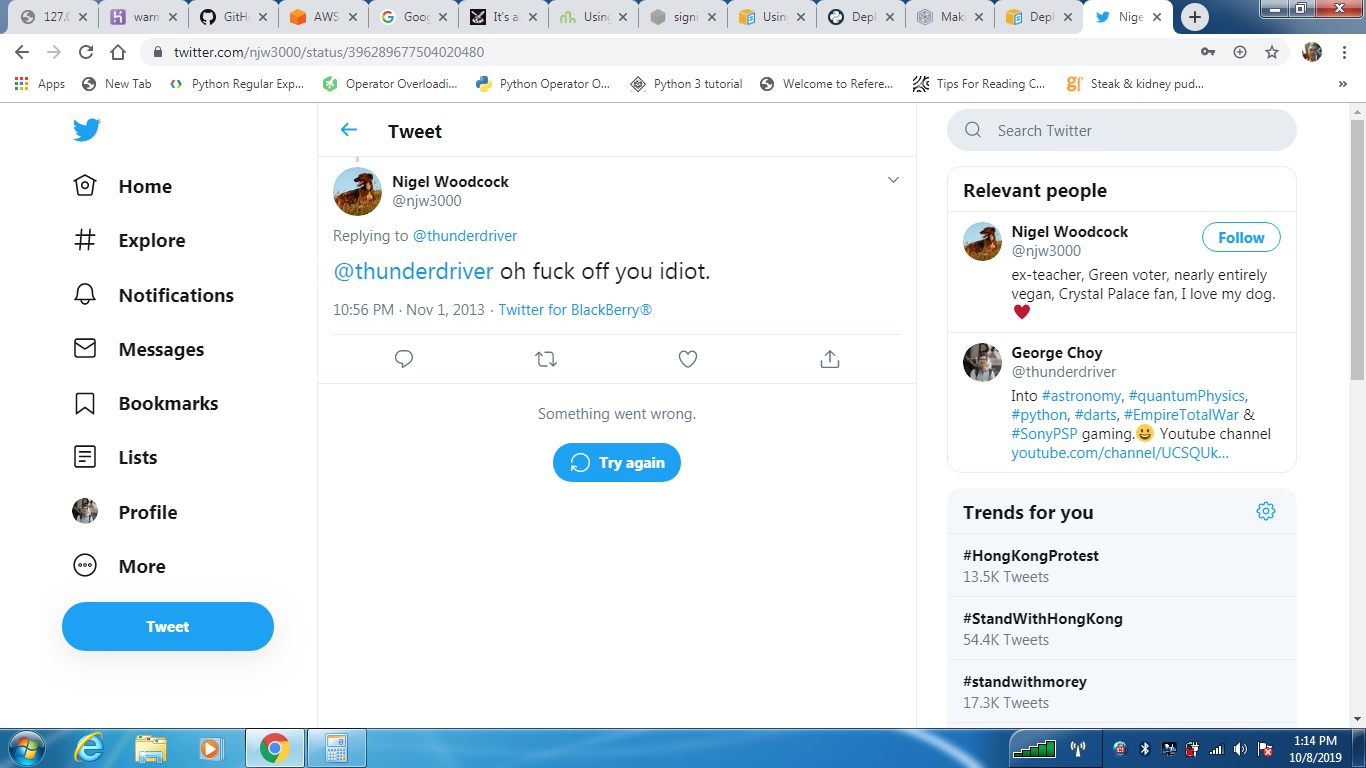 127.0
warn
GitHu
AWS
Goog
It's a
Using
signi
Using
Depl
Maki
Depl
Nige
twitter.com/njw3000/status/396289677504020480
Apps
New Tab
Python Regular Exp...
Operator Overloadi...
Python Operator O...
Python 3 tutorial
Welcome to Refere...
Tips For Reading C...
gf
Steak & kidney pud...
»
Home
Explore
Notifications
Messages
Bookmarks
Lists
Profile
More
Tweet
Tweet
Nigel Woodcock
@njw3000
Replying to @thunderdriver
@thunderdriver oh fuck off you idiot.
10:56 PM · Nov 1, 2013 · Twitter for BlackBerry®
Something went wrong.
Try again
Search Twitter
Relevant people
Nigel Woodcock
@njw3000
Follow
ex-teacher, Green voter, nearly entirely
vegan, Crystal Palace fan, I love my dog.
❤️
George Choy
@thunderdriver
Into #astronomy, #quantumPhysics,
#python, #darts, #EmpireTotalWar &
#SonyPSP gaming.😀 Youtube channel
youtube.com/channel/UCSQUk...
Trends for you
#HongKongProtest
13.5K Tweets
#StandWithHongKong
54.4K Tweets
#standwithmorey
17.3K Tweets
1:14 PM
10/8/2019